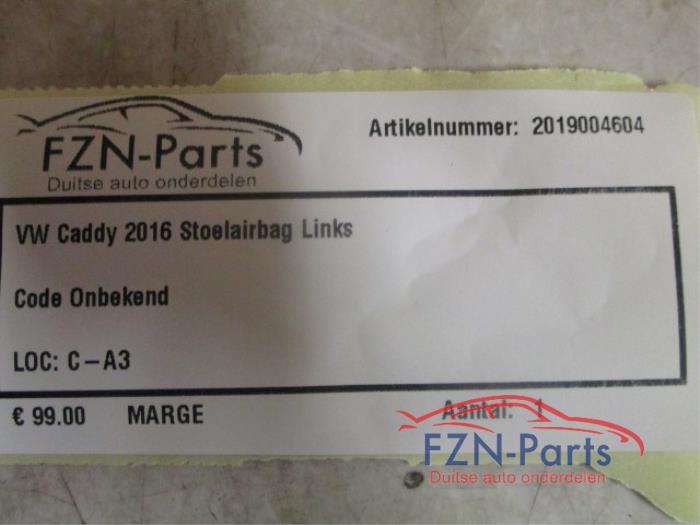 FZN-Parts
Duitse auto onderdelen
Artikelnummer: 2019004604
VW Caddy 2016 Stoelairbag Links
Code Onbekend
LOC: C-A3
€ 99.00 MARGE Aantal: 1
FZN-Parts
Duitse auto onderdelen